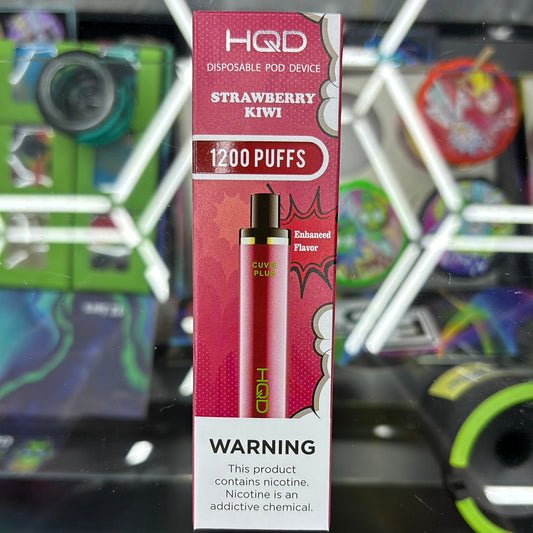 HQD
DISPOSABLE POD DEVICE
STRAWBERRY
KIWI
1200 PUFFS
Enhanced
Flavor
CUVIE
PLUS
HQD
WARNING
This product
contains nicotine.
Nicotine is an
addictive chemical.